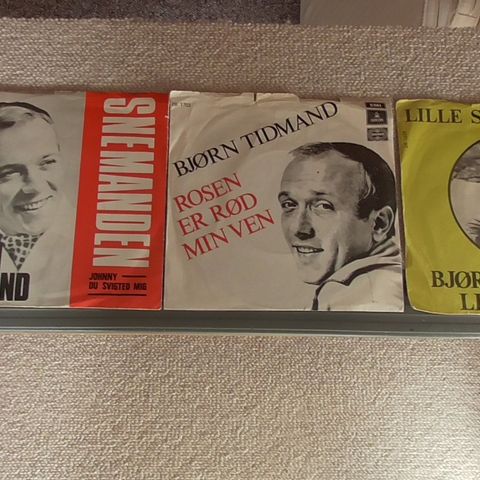 SNEMANDEN
JOHNNY
DU SVIGTED MIG
ND
BJØRN TIDMAND
ROSEN
ER RØD
MIN VEN
LILLE S
BJØR
LI